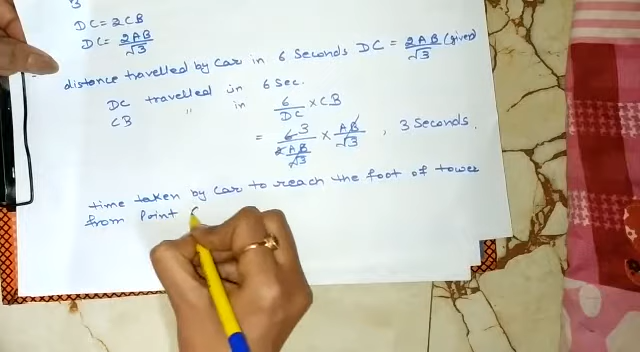 3
DC = 2CB
DC = 2AB/√3
distance travelled by Car in 6 Seconds DC = 2AB/√3 (given)
DC travelled in 6 Sec.
CB " in 6/DC × CB
= 6 3/(2AB/√3) × AB/√3, 3 Seconds.
time taken by car to reach the foot of tower
from Point